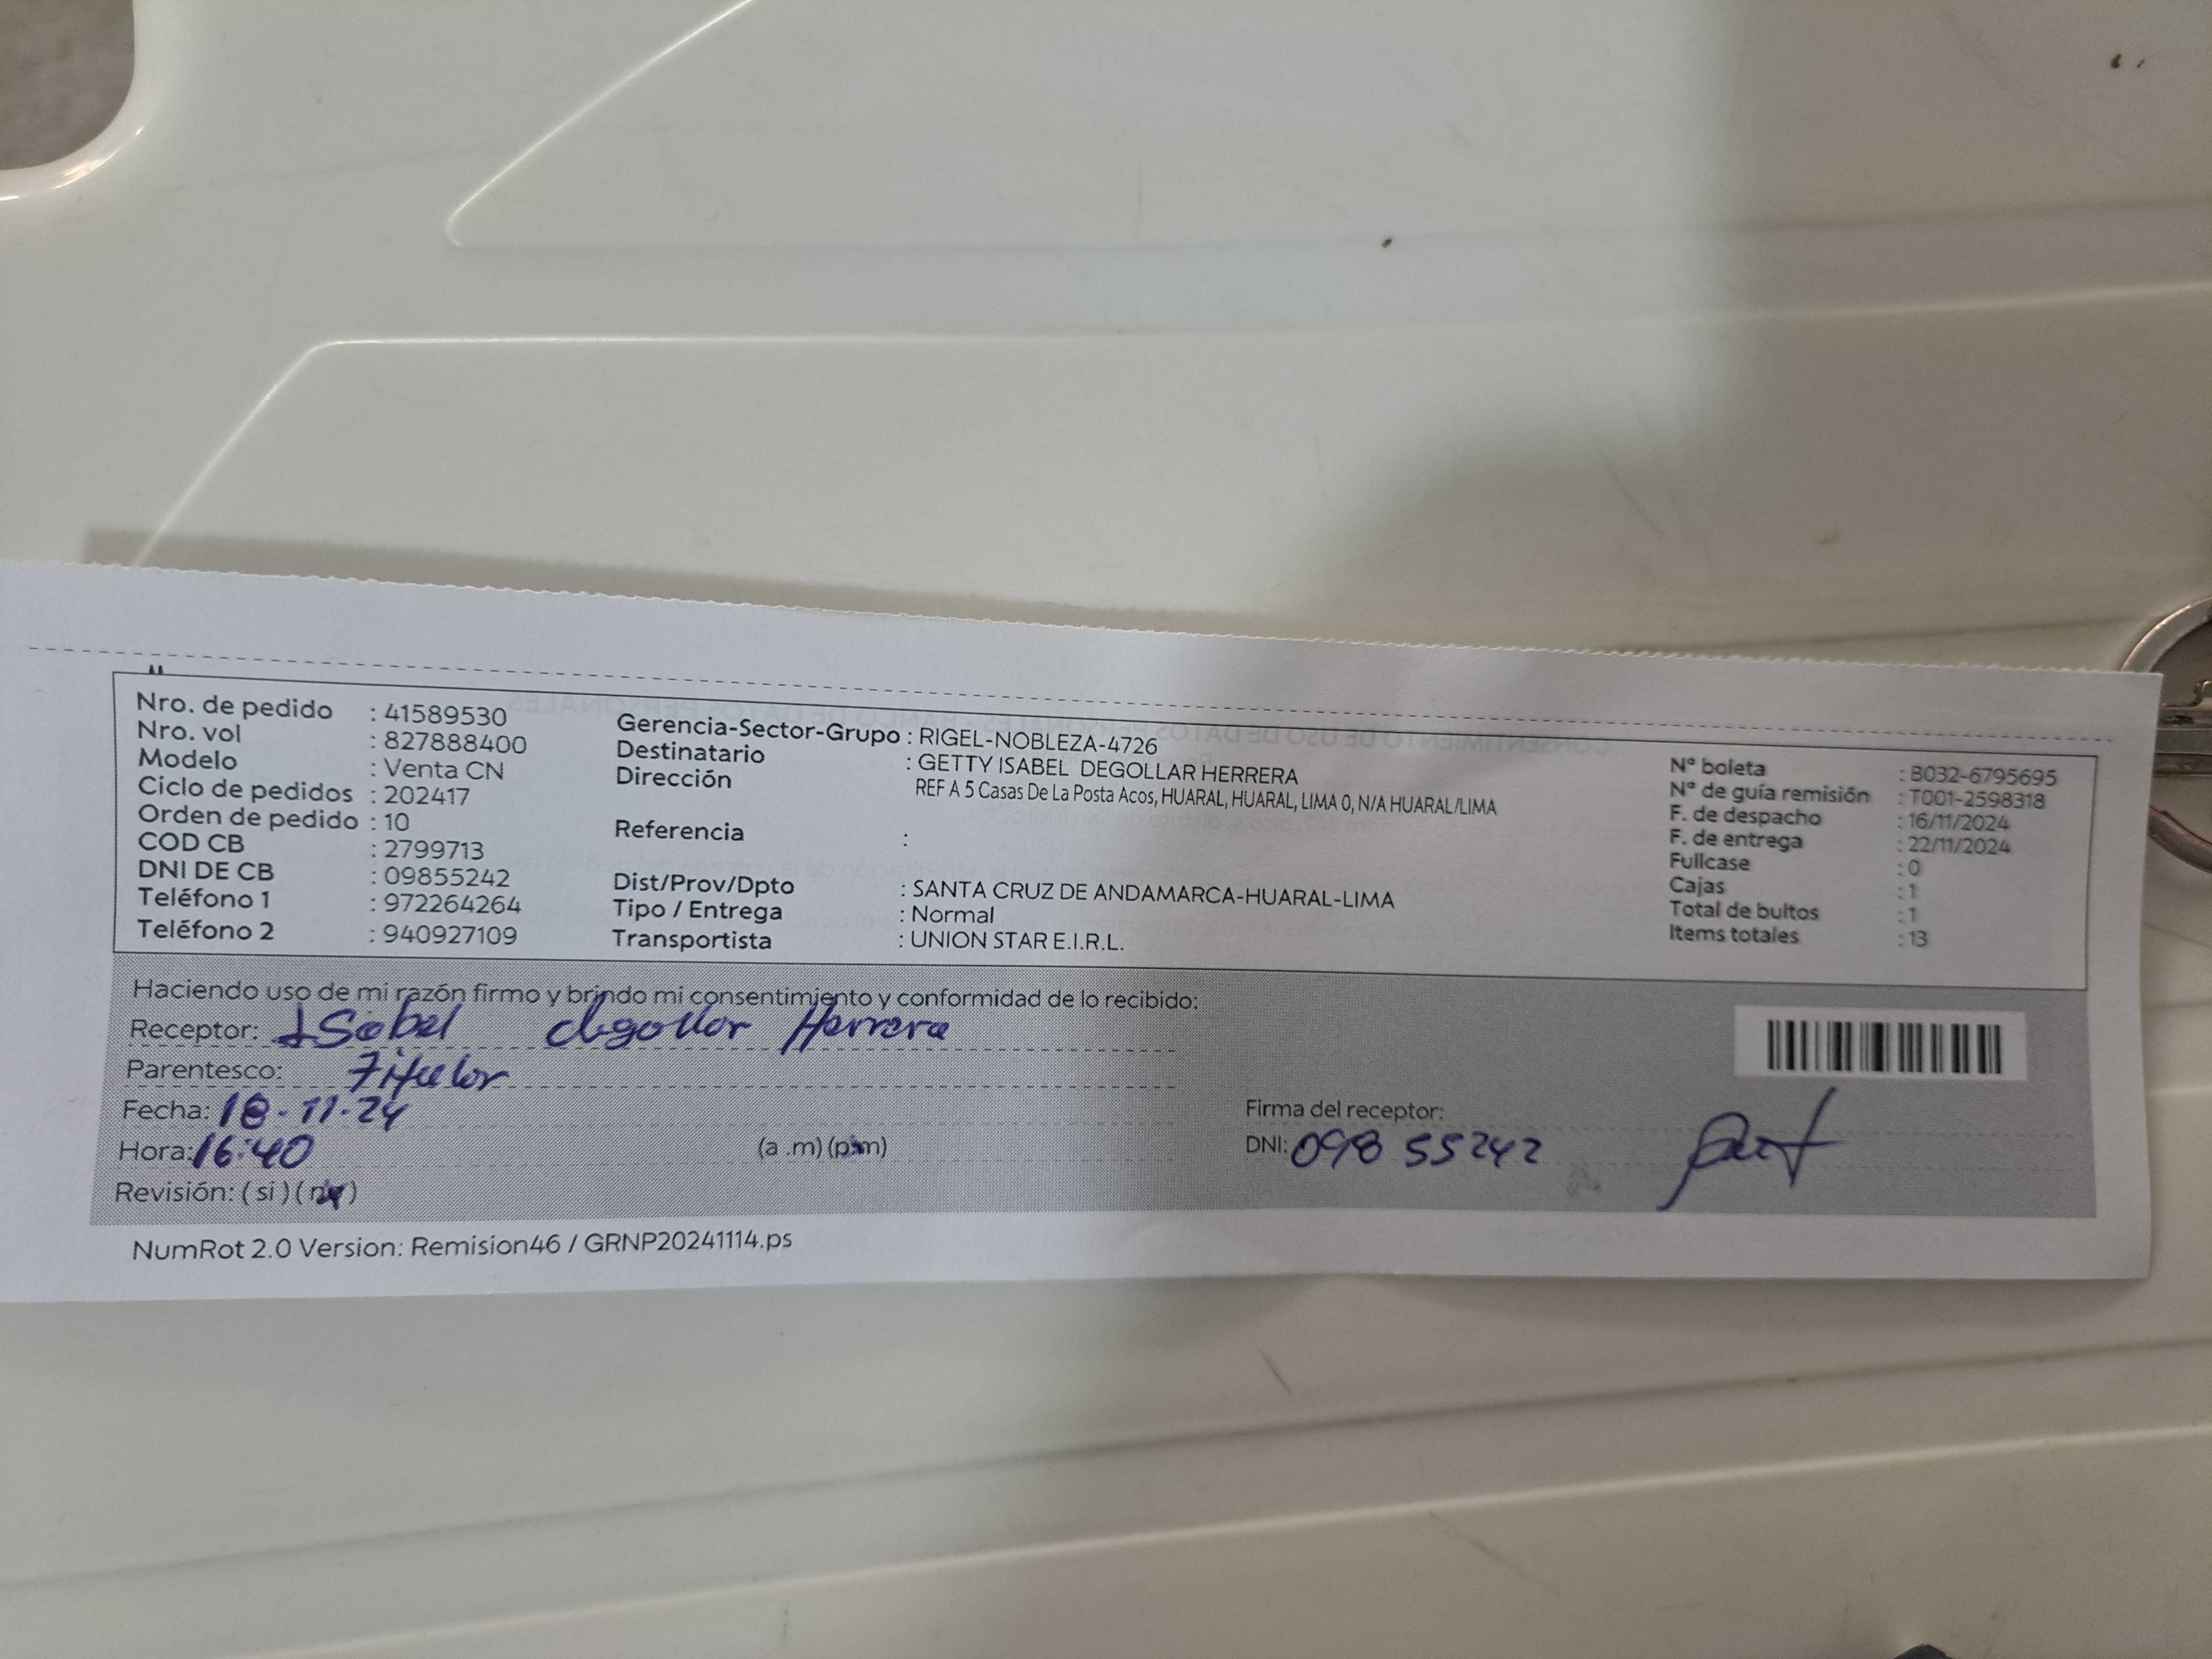 Nro. de pedido : 41589530
Nro. vol : 827888400
Modelo : Venta CN
Ciclo de pedidos : 202417
Orden de pedido : 10
COD CB : 2799713
DNI DE CB : 09855242
Teléfono 1 : 972264264
Teléfono 2 : 940927109
Gerencia-Sector-Grupo : RIGEL-NOBLEZA-4726
Destinatario : GETTY ISABEL DEGOLLAR HERRERA
Dirección REF A 5 Casas De La Posta Acos, HUARAL, HUARAL, LIMA 0, N/A HUARAL/LIMA
Referencia :
Dist/Prov/Dpto : SANTA CRUZ DE ANDAMARCA-HUARAL-LIMA
Tipo / Entrega : Normal
Transportista : UNION STAR E.I.R.L.
Nº boleta : B032-6795695
Nº de guía remisión : T001-2598318
F. de despacho : 16/11/2024
F. de entrega : 22/11/2024
Fullcase : 0
Cajas : 1
Total de bultos : 1
Items totales : 13
Haciendo uso de mi razón firmo y brindo mi consentimiento y conformidad de lo recibido:
Receptor: Isabel degollar Herrera
Parentesco: Titular
Fecha: 18-11-24
Hora: 16:40 (a .m) (p.m)
Revisión: ( si ) ( no )
Firma del receptor:
DNI: 098 55242
NumRot 2.0 Version: Remision46 / GRNP20241114.ps